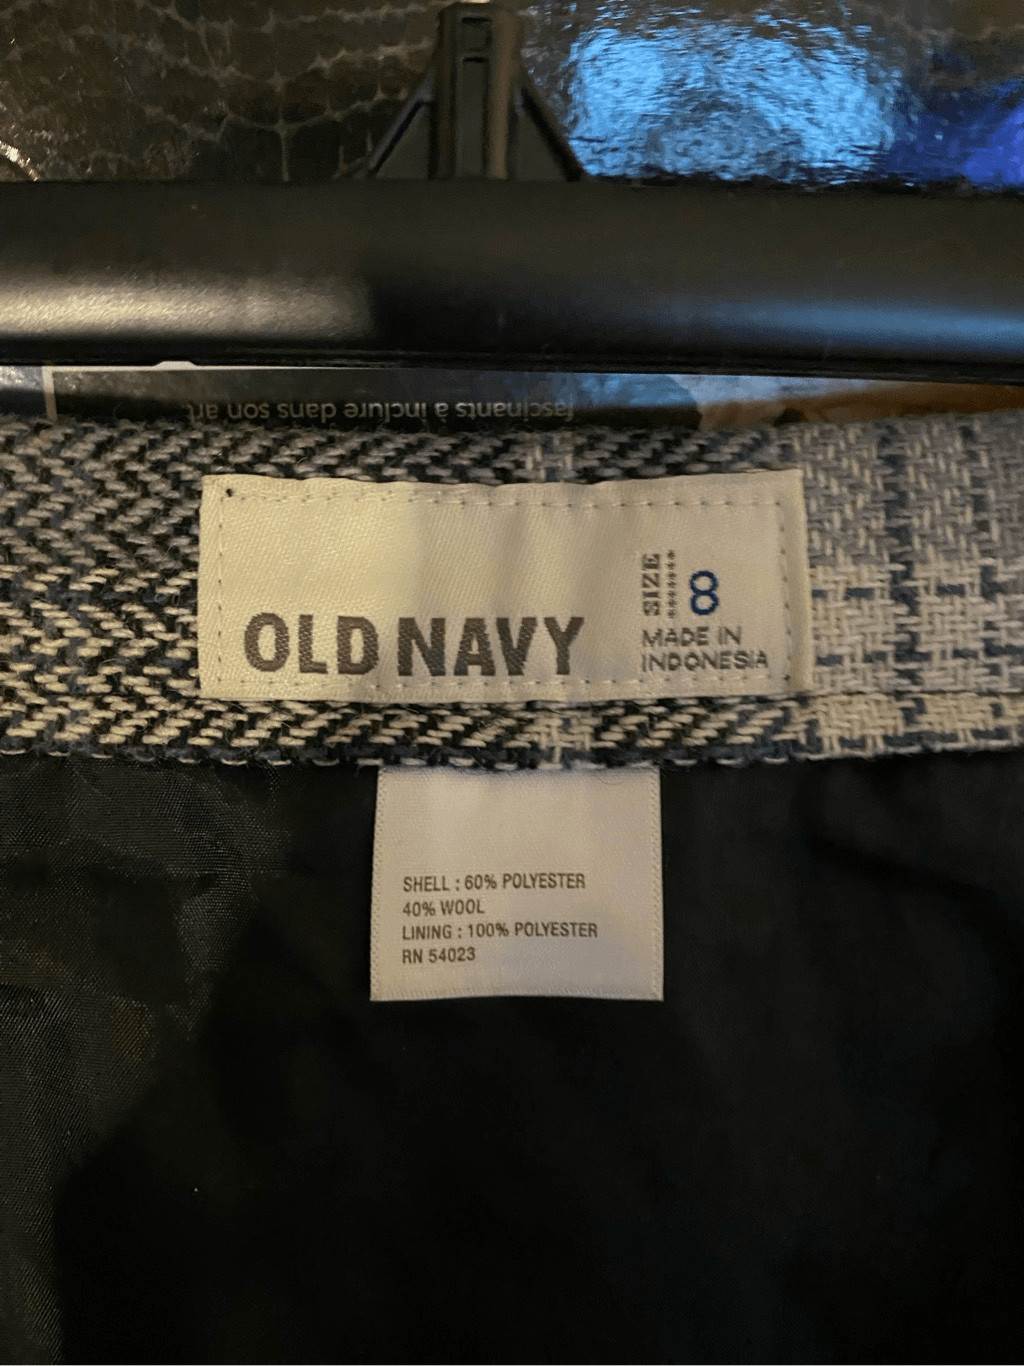 fascinants à inclure dans son art
OLD NAVY
SIZE 8
MADE IN
INDONESIA
SHELL : 60% POLYESTER
40% WOOL
LINING : 100% POLYESTER
RN 54023